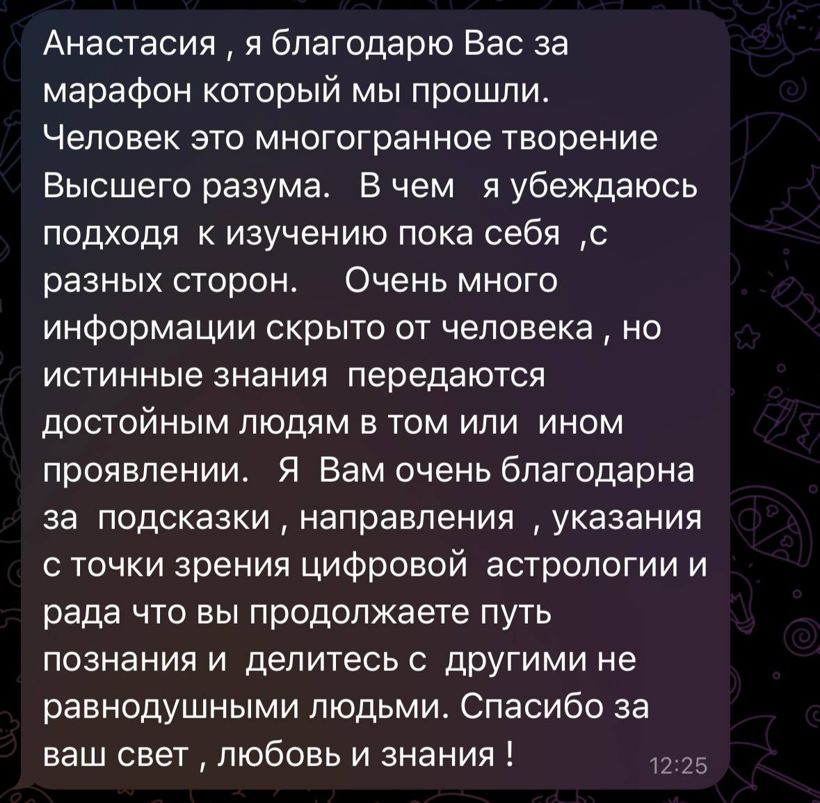 Анастасия , я благодарю Вас за
марафон который мы прошли.
Человек это многогранное творение
Высшего разума.   В чем   я убеждаюсь
подходя  к изучению пока себя  ,с
разных сторон.     Очень много
информации скрыто от человека , но
истинные знания  передаются
достойным людям в том или  ином
проявлении.   Я  Вам очень благодарна
за  подсказки , направления  , указания
с точки зрения цифровой  астрологии и
рада что вы продолжаете путь
познания и  делитесь с  другими не
равнодушными людьми. Спасибо за
ваш свет , любовь и знания !
12:25